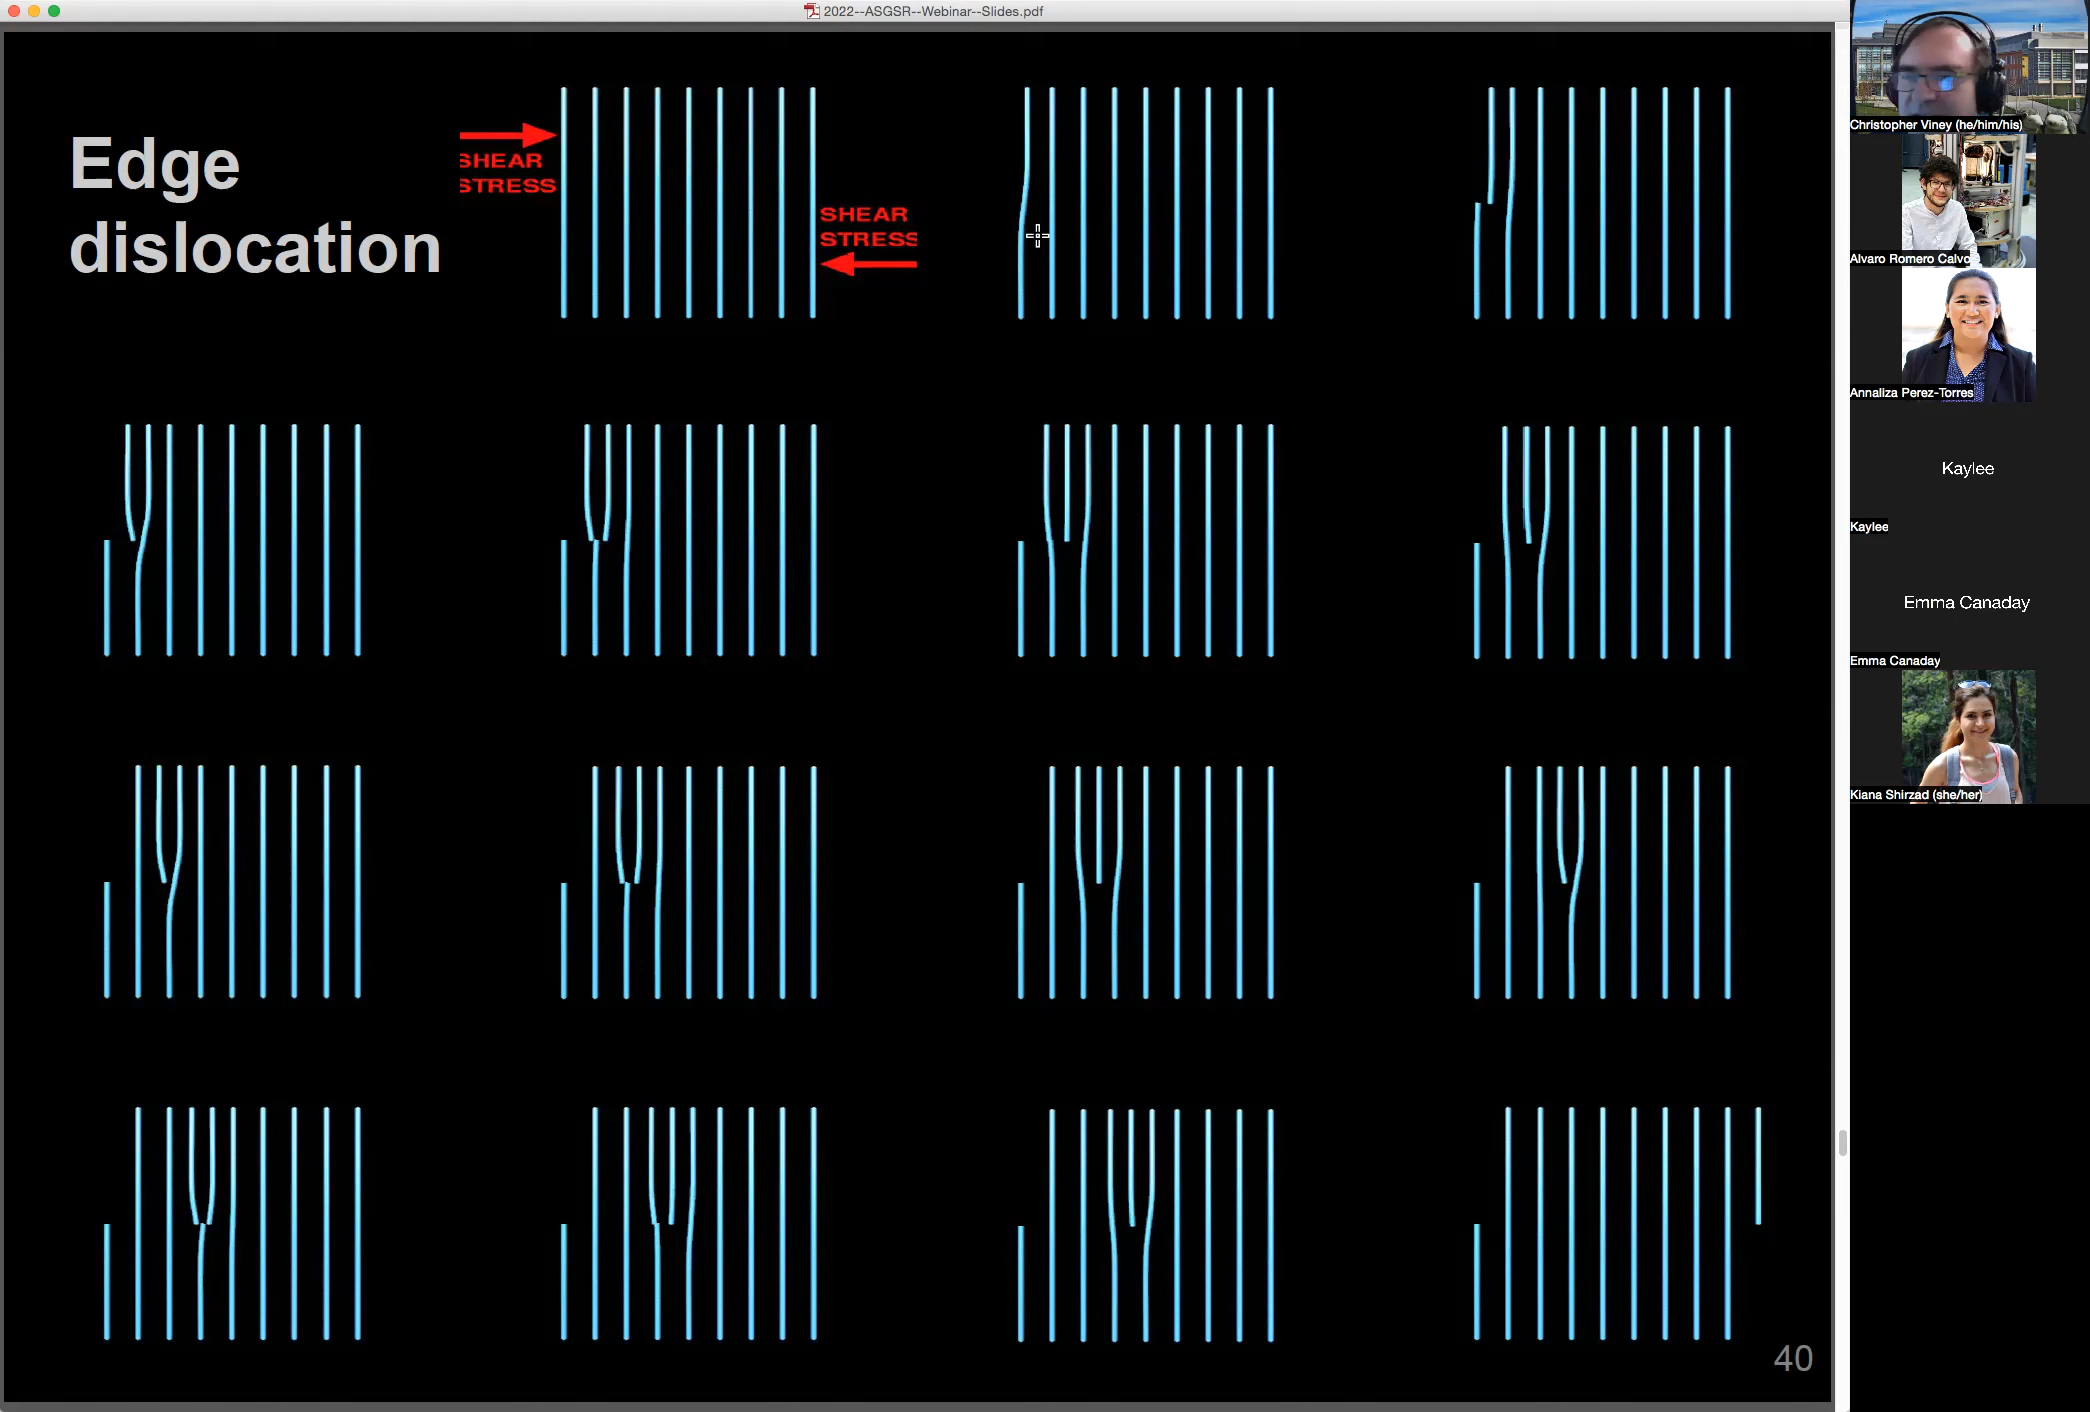 2022--ASGSR--Webinar--Slides.pdf
Edge
dislocation
SHEAR
STRESS
SHEAR
STRESS
40
Christopher Viney (he/him/his)
Alvaro Romero Calvo
Annaliza Perez-Torres
Kaylee
Kaylee
Emma Canaday
Emma Canaday
Kiana Shirzad (she/her)